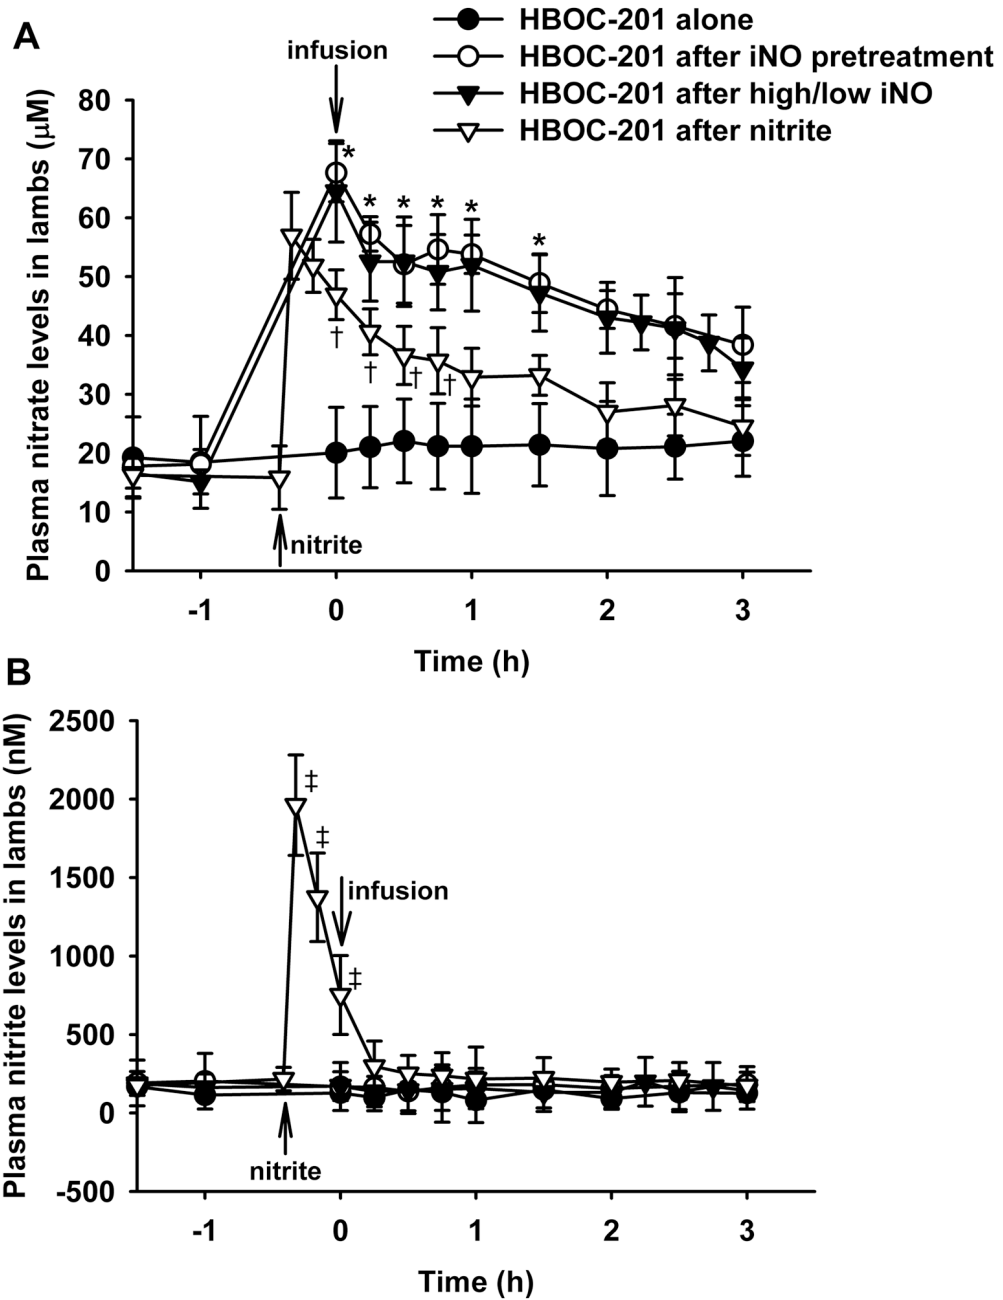 A
HBOC-201 alone
HBOC-201 after iNO pretreatment
HBOC-201 after high/low iNO
HBOC-201 after nitrite
infusion
Plasma nitrate levels in lambs (μM)
80
70
60
50
40
30
20
10
0
*
*
*
*
*
*
†
†
†
†
nitrite
-1
0
1
2
3
Time (h)
B
Plasma nitrite levels in lambs (nM)
2500
2000
1500
1000
500
0
-500
‡
‡
‡
infusion
nitrite
-1
0
1
2
3
Time (h)